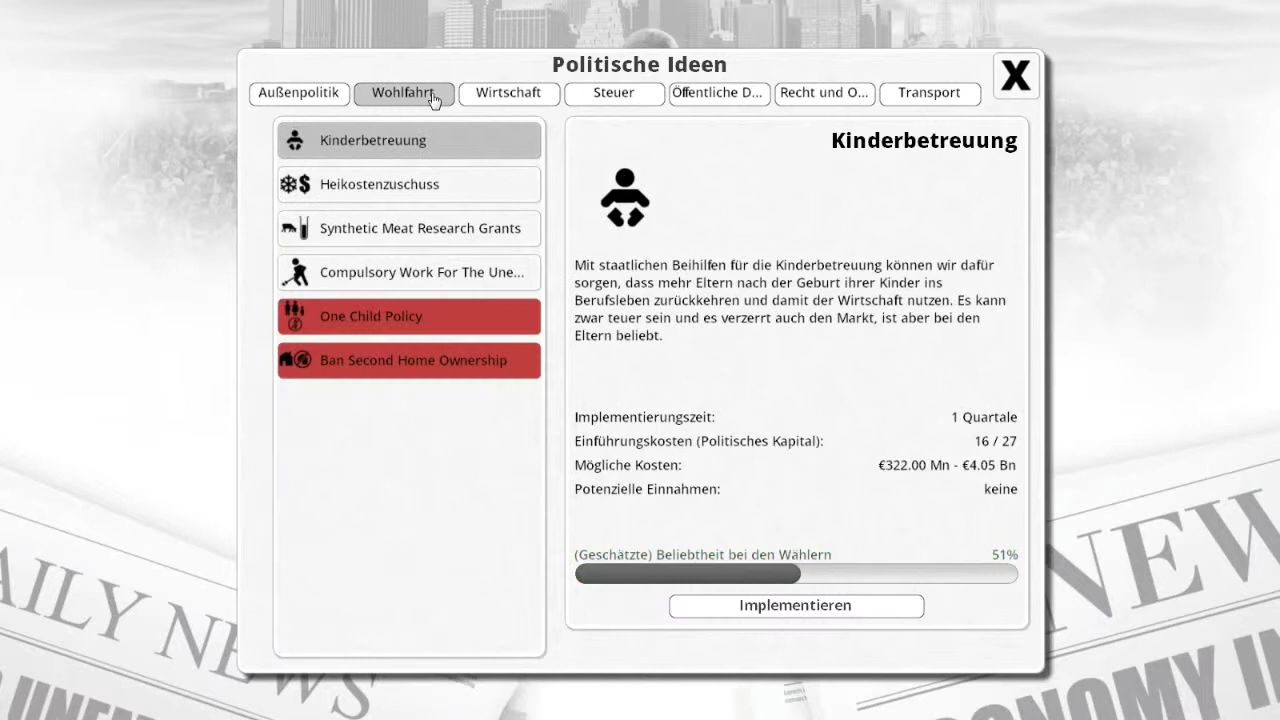 Politische Ideen
X
Außenpolitik
Wohlfahrt
Wirtschaft
Steuer
Öffentliche D...
Recht und O...
Transport
Kinderbetreuung
Heikostenzuschuss
Synthetic Meat Research Grants
Compulsory Work For The Une...
One Child Policy
Ban Second Home Ownership
Kinderbetreuung
Mit staatlichen Beihilfen für die Kinderbetreuung können wir dafür
sorgen, dass mehr Eltern nach der Geburt ihrer Kinder ins
Berufsleben zurückkehren und damit der Wirtschaft nutzen. Es kann
zwar teuer sein und es verzerrt auch den Markt, ist aber bei den
Eltern beliebt.
Implementierungszeit: 1 Quartale
Einführungskosten (Politisches Kapital): 16 / 27
Mögliche Kosten: €322.00 Mn - €4.05 Bn
Potenzielle Einnahmen: keine
(Geschätzte) Beliebtheit bei den Wählern 51%
Implementieren
AILY NEWS
NEW
ONOMY I